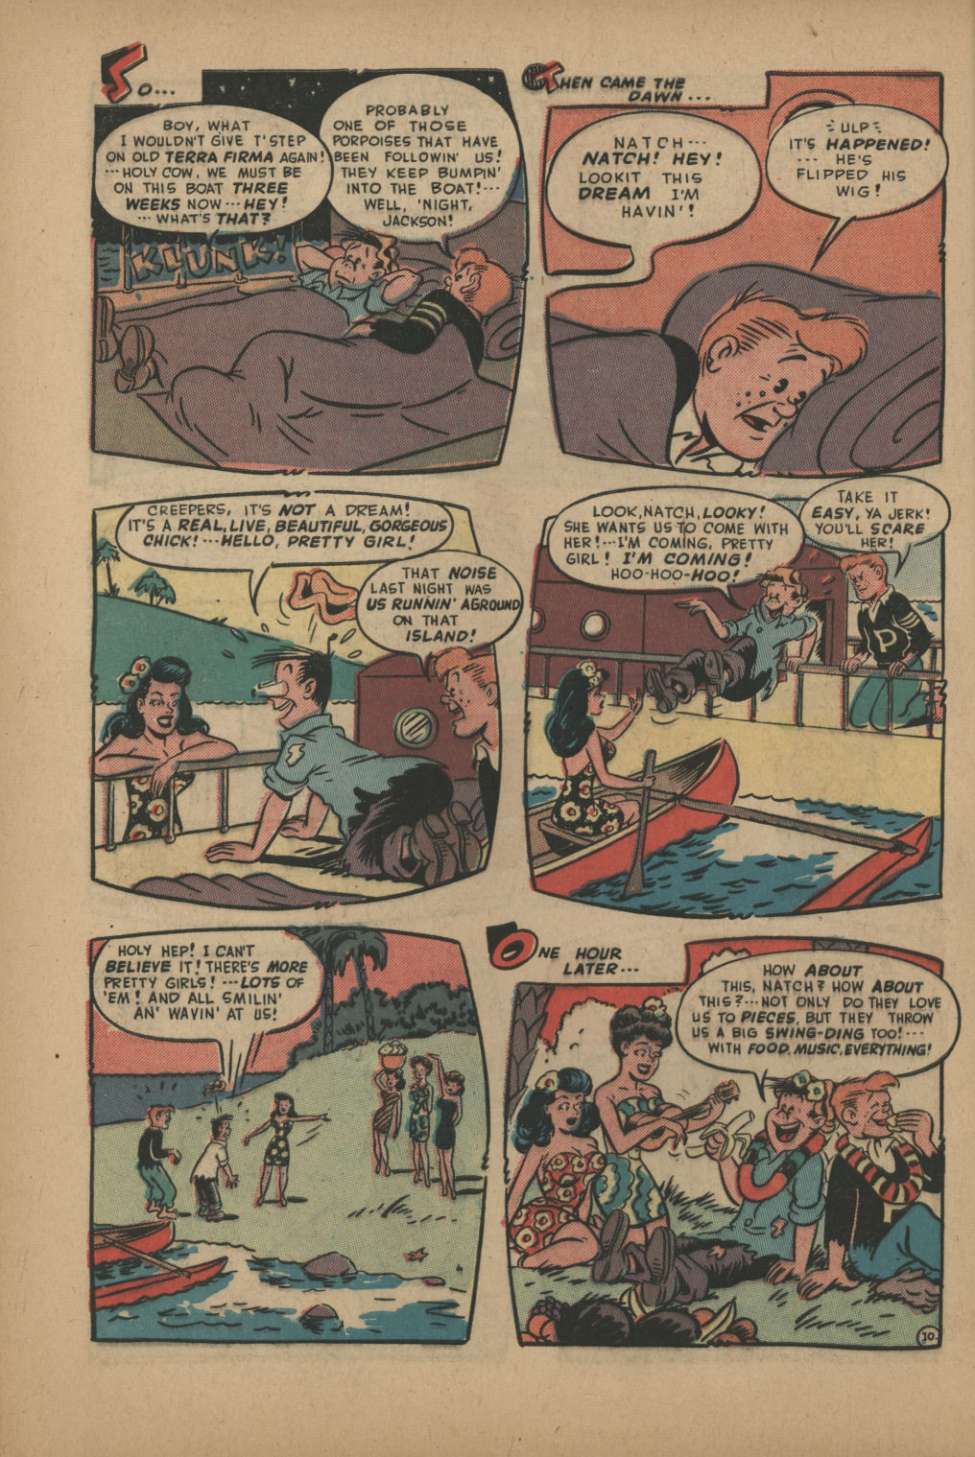 SO...
BOY, WHAT
I WOULDN'T GIVE T'STEP
ON OLD TERRA FIRMA AGAIN!
...HOLY COW, WE MUST BE
ON THIS BOAT THREE
WEEKS NOW...HEY!
...WHAT'S THAT?
PROBABLY
ONE OF THOSE
PORPOISES THAT HAVE
BEEN FOLLOWIN' US!
THEY KEEP BUMPIN'
INTO THE BOAT!...
WELL, 'NIGHT,
JACKSON!
KLUNK!
THEN CAME THE
DAWN...
NATCH...
NATCH! HEY!
LOOKIT THIS
DREAM I'M
HAVIN'!
ULP
IT'S HAPPENED!
... HE'S
FLIPPED HIS
WIG!
CREEPERS, IT'S NOT A DREAM!
IT'S A REAL, LIVE, BEAUTIFUL, GORGEOUS
CHICK!...HELLO, PRETTY GIRL!
THAT NOISE
LAST NIGHT WAS
US RUNNIN' AGROUND
ON THAT
ISLAND!
LOOK, NATCH, LOOKY!
SHE WANTS US TO COME WITH
HER!...I'M COMING, PRETTY
GIRL! I'M COMING!
HOO-HOO-HOO!
TAKE IT
EASY, YA JERK!
YOU'LL SCARE
HER!
P
HOLY HEP! I CAN'T
BELIEVE IT! THERE'S MORE
PRETTY GIRLS!...LOTS OF
'EM! AND ALL SMILIN'
AN' WAVIN' AT US!
ONE HOUR
LATER...
HOW ABOUT
THIS, NATCH? HOW ABOUT
THIS?...NOT ONLY DO THEY LOVE
US TO PIECES, BUT THEY THROW
US A BIG SWING-DING TOO!...
WITH FOOD, MUSIC, EVERYTHING!
P
10